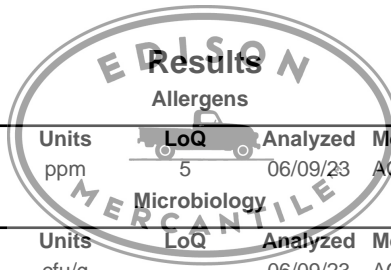 EDISON
Results
Allergens
Units LoQ Analyzed
ppm 5 06/09/23
Microbiology
MERCANTILE
Units LoQ Analyzed
cfu/g 06/09/23